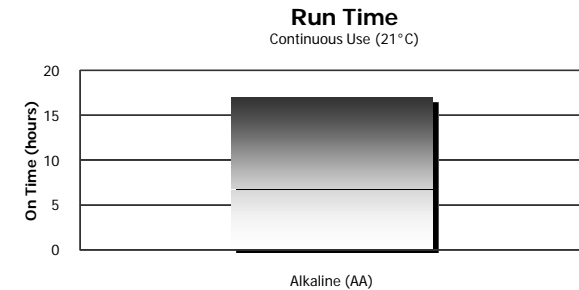 Run Time
Continuous Use (21°C)
On Time (hours)
20
15
10
5
0
Alkaline (AA)